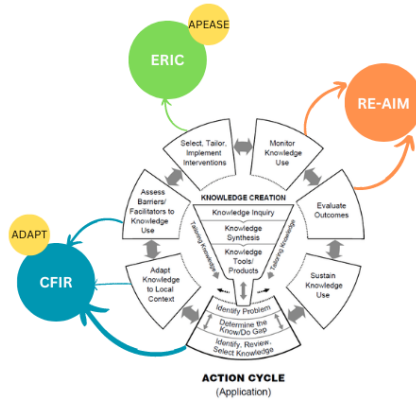 APEASE
ERIC
RE-AIM
Select, Tailor,
Implement
Interventions
Monitor
Knowledge
Use
Assess
Barriers/
Facilitators to
Knowledge
Use
KNOWLEDGE CREATION
Knowledge Inquiry
Knowledge
Synthesis
Knowledge
Tools/
Products
Tailoring Knowledge
Tailoring Knowledge
Evaluate
Outcomes
ADAPT
CFIR
Adapt
Knowledge
to Local
Context
Sustain
Knowledge
Use
Identify Problem
Determine the
Know/Do Gap
Identify, Review,
Select Knowledge
ACTION CYCLE
(Application)